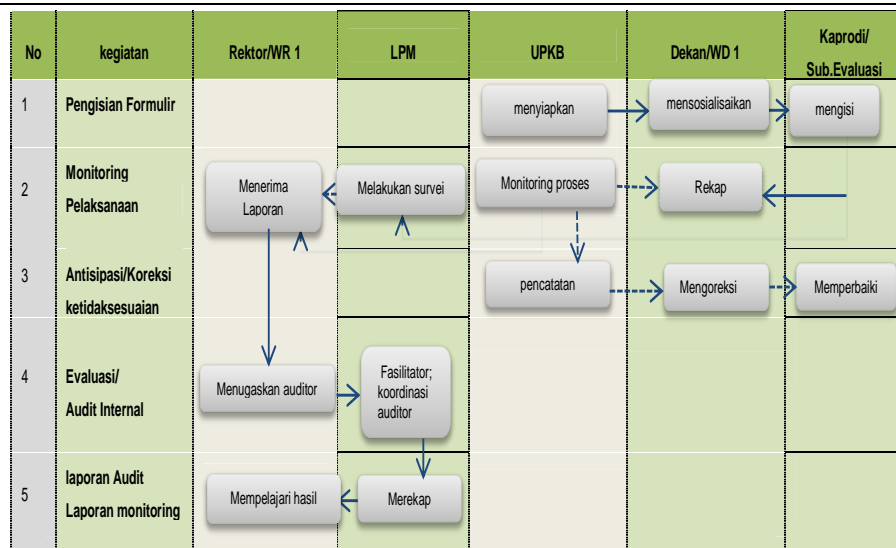 No
kegiatan
Rektor/WR 1
LPM
UPKB
Dekan/WD 1
Kaprodi/
Sub.Evaluasi
1
Pengisian Formulir
menyiapkan
mensosialisaikan
mengisi
2
Monitoring
Pelaksanaan
Menerima
Laporan
Melakukan survei
Monitoring proses
Rekap
3
Antisipasi/Koreksi
ketidaksesuaian
pencatatan
Mengoreksi
Memperbaiki
4
Evaluasi/
Audit Internal
Menugaskan auditor
Fasilitator;
koordinasi
auditor
5
laporan Audit
Laporan monitoring
Mempelajari hasil
Merekap